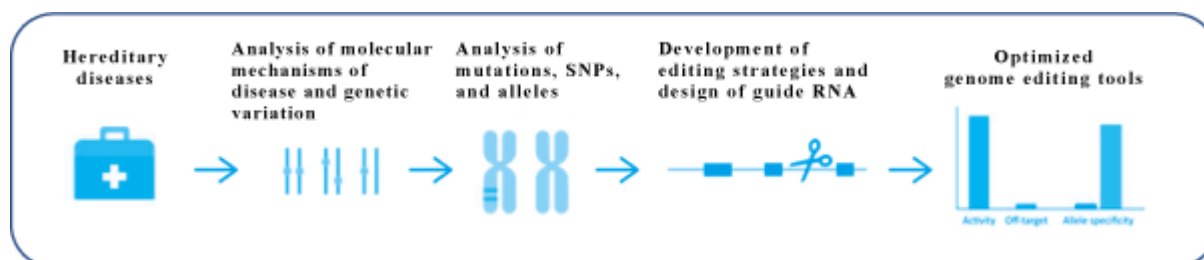 Hereditary
diseases
Analysis of molecular
mechanisms of
disease and genetic
variation
Analysis of
mutations, SNPs,
and alleles
Development of
editing strategies and
design of guide RNA
Optimized
genome editing tools
Activity Off-target Allele specificity